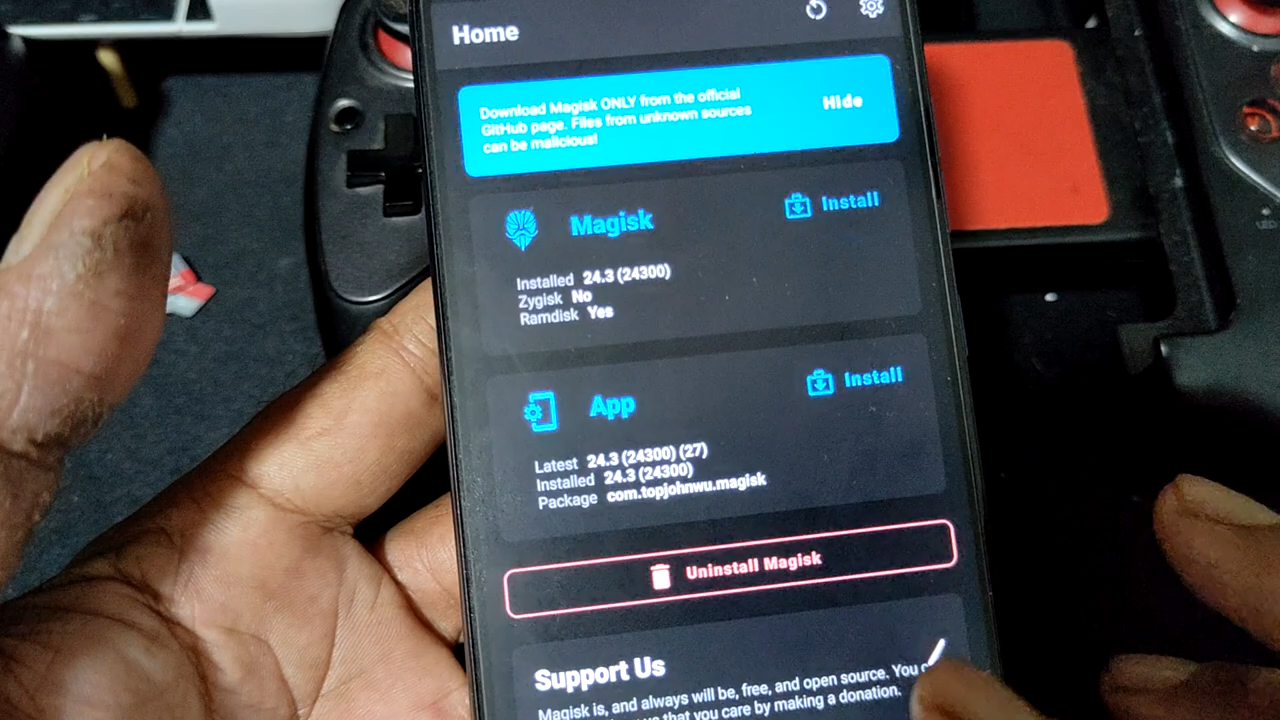 Home
Download Magisk ONLY from the official
GitHub page. Files from unknown sources
can be malicious!
Hide
Magisk
Install
Installed 24.3 (24300)
Zygisk No
Ramdisk Yes
App
Install
Latest 24.3 (24300) (27)
Installed 24.3 (24300)
Package com.topjohnwu.magisk
Uninstall Magisk
Support Us
Magisk is, and always will be, free, and open source. You
that you care by making a donation.